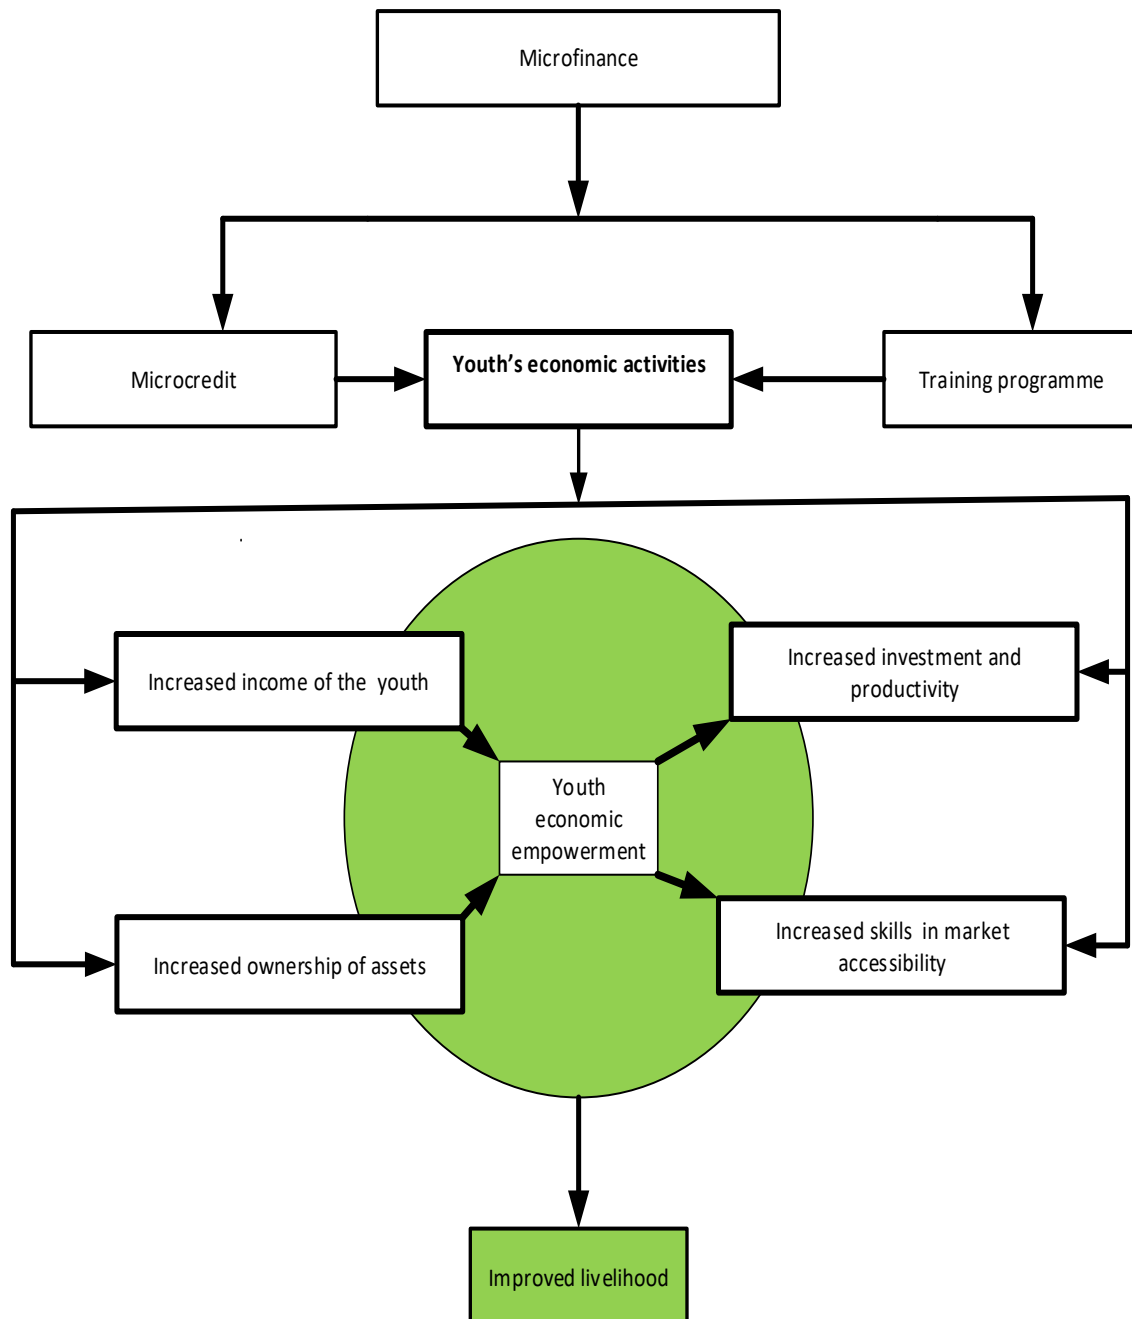 Microfinance
Microcredit
Youth’s economic activities
Training programme
Increased income of the youth
Increased investment and
productivity
Youth
economic
empowerment
Increased ownership of assets
Increased skills in market
accessibility
Improved livelihood